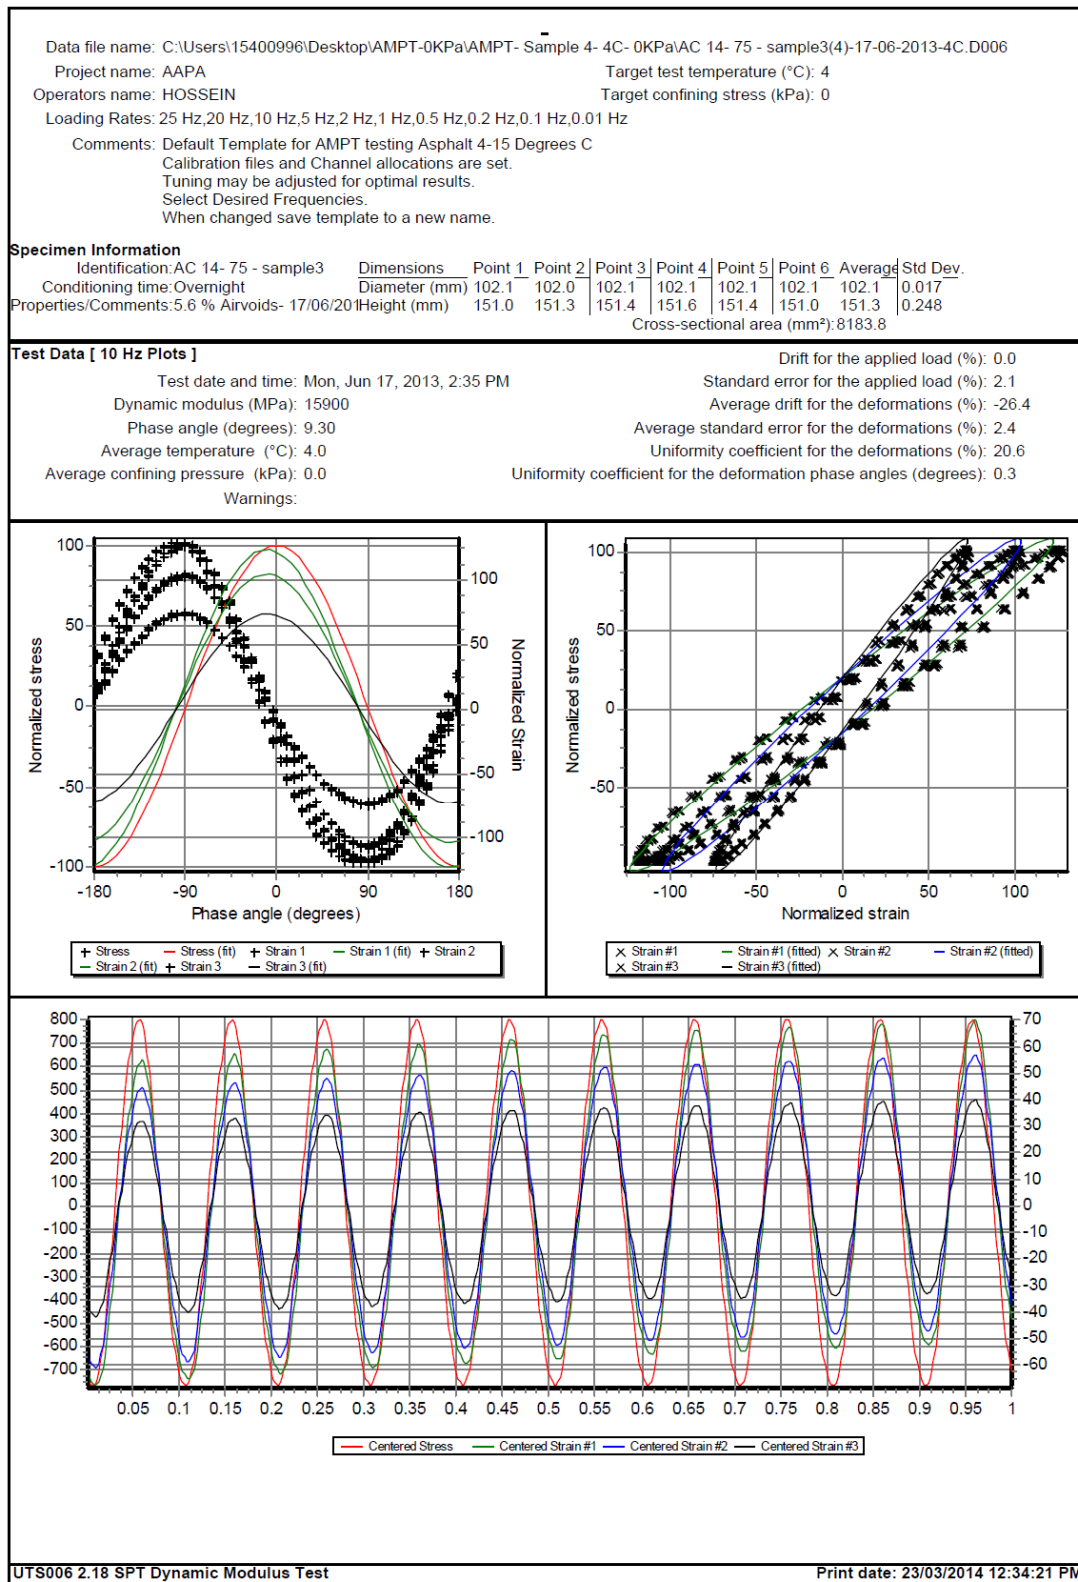 Data file name: C:\Users\15400996\Desktop\AMPT-0KPa\AMPT- Sample 4- 4C- 0KPa\AC 14- 75 - sample3(4)-17-06-2013-4C.D006
Project name: AAPA Target test temperature (°C): 4
Operators name: HOSSEIN Target confining stress (kPa): 0
Loading Rates: 25 Hz,20 Hz,10 Hz,5 Hz,2 Hz,1 Hz,0.5 Hz,0.2 Hz,0.1 Hz,0.01 Hz
Comments: Default Template for AMPT testing Asphalt 4-15 Degrees C
Calibration files and Channel allocations are set.
Tuning may be adjusted for optimal results.
Select Desired Frequencies.
When changed save template to a new name.
Specimen Information
Identification: AC 14- 75 - sample3 Dimensions Point 1 Point 2 Point 3 Point 4 Point 5 Point 6 Average Std Dev.
Conditioning time: Overnight Diameter (mm) 102.1 102.0 102.1 102.1 102.1 102.1 102.1 0.017
Properties/Comments: 5.6 % Airvoids- 17/06/201 Height (mm) 151.0 151.3 151.4 151.6 151.4 151.0 151.3 0.248
Cross-sectional area (mm²): 8183.8
Test Data [ 10 Hz Plots ] Drift for the applied load (%): 0.0
Test date and time: Mon, Jun 17, 2013, 2:35 PM Standard error for the applied load (%): 2.1
Dynamic modulus (MPa): 15900 Average drift for the deformations (%): -26.4
Phase angle (degrees): 9.30 Average standard error for the deformations (%): 2.4
Average temperature (°C): 4.0 Uniformity coefficient for the deformations (%): 20.6
Average confining pressure (kPa): 0.0 Uniformity coefficient for the deformation phase angles (degrees): 0.3
Warnings:
100 50 0 -50 -100
Normalized stress
100 50 0 -50 -100
Normalized Strain
-180 -90 0 90 180
Phase angle (degrees)
Stress Stress (fit) Strain 1 Strain 1 (fit) Strain 2
Strain 2 (fit) Strain 3 Strain 3 (fit)
100 50 0 -50
Normalized stress
-100 -50 0 50 100
Normalized strain
Strain #1 Strain #1 (fitted) Strain #2 Strain #2 (fitted)
Strain #3 Strain #3 (fitted)
800 700 600 500 400 300 200 100 0 -100 -200 -300 -400 -500 -600 -700
70 60 50 40 30 20 10 0 -10 -20 -30 -40 -50 -60
0.05 0.1 0.15 0.2 0.25 0.3 0.35 0.4 0.45 0.5 0.55 0.6 0.65 0.7 0.75 0.8 0.85 0.9 0.95 1
Centered Stress Centered Strain #1 Centered Strain #2 Centered Strain #3
UTS006 2.18 SPT Dynamic Modulus Test Print date: 23/03/2014 12:34:21 PM